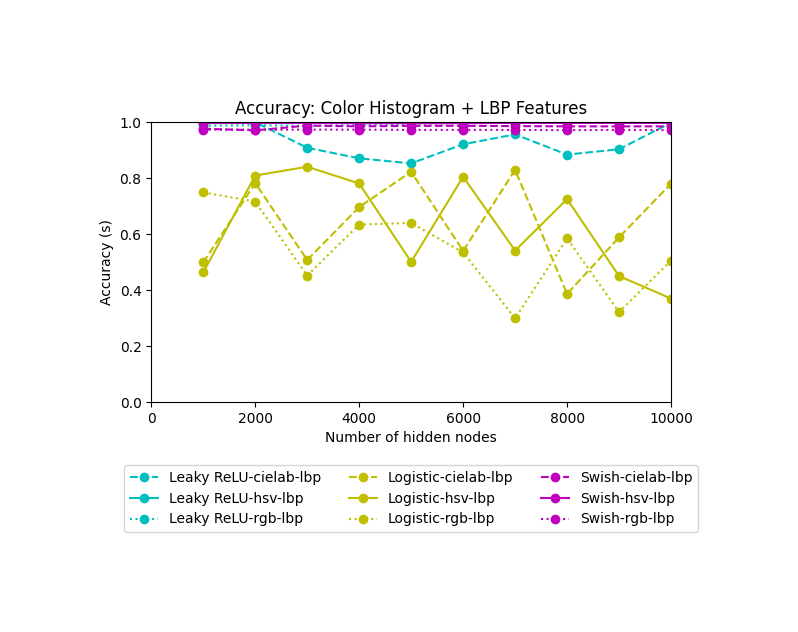 Accuracy: Color Histogram + LBP Features
1.0
0.8
0.6
0.4
0.2
0.0
Accuracy (s)
0 2000 4000 6000 8000 10000
Number of hidden nodes
Leaky ReLU-cielab-lbp Logistic-cielab-lbp Swish-cielab-lbp
Leaky ReLU-hsv-lbp Logistic-hsv-lbp Swish-hsv-lbp
Leaky ReLU-rgb-lbp Logistic-rgb-lbp Swish-rgb-lbp